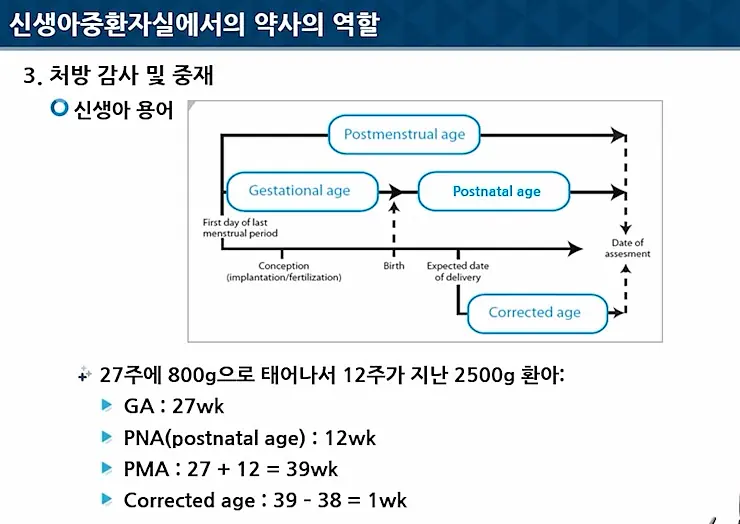 신생아중환자실에서의 약사의 역할
3. 처방 감사 및 중재
신생아 용어
Postmenstrual age
Gestational age
Postnatal age
First day of last
menstrual period
Conception
(implantation/fertilization)
Birth
Expected date
of delivery
Date of
assesment
Corrected age
27주에 800g으로 태어나서 12주가 지난 2500g 환아:
GA : 27wk
PNA(postnatal age) : 12wk
PMA : 27 + 12 = 39wk
Corrected age : 39 - 38 = 1wk